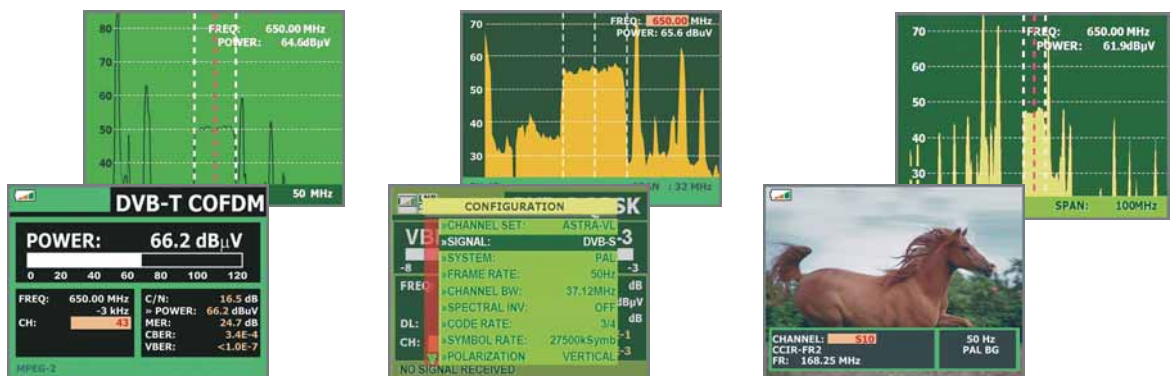 80
70
60
50
40
FREQ: 650.00 MHz
POWER: 64.6dBµV
50 MHz
DVB-T COFDM
POWER: 66.2 dBµV
0 20 40 60 80 100 120
FREQ: 650.00 MHz
-3 kHz
CH: 43
C/N: 16.5 dB
» POWER: 66.2 dBuV
MER: 24.7 dB
CBER: 3.4E-4
VBER: <1.0E-7
MPEG-2
70
60
50
40
30
FREQ: 650.00 MHz
POWER: 65.6 dBuV
SPAN : 32 MHz
SK
CONFIGURATION
»CHANNEL SET: ASTRA-VL
»SIGNAL: DVB-S
»SYSTEM: PAL
»FRAME RATE: 50Hz
»CHANNEL BW: 37.12MHz
»SPECTRAL INV: OFF
»CODE RATE: 3/4
»SYMBOL RATE: 27500kSymb
»POLARIZATION VERTICAL
-3
-8
-3
FREQ
dB
dBµV
dB
DL:
E-1
CH:
E-3
NO SIGNAL RECEIVED
70
60
50
40
30
FREQ: 650.00 MHz
POWER: 61.9dBµV
SPAN: 100MHz
CHANNEL: S10
CCIR-FR2
FR: 168.25 MHz
50 Hz
PAL BG